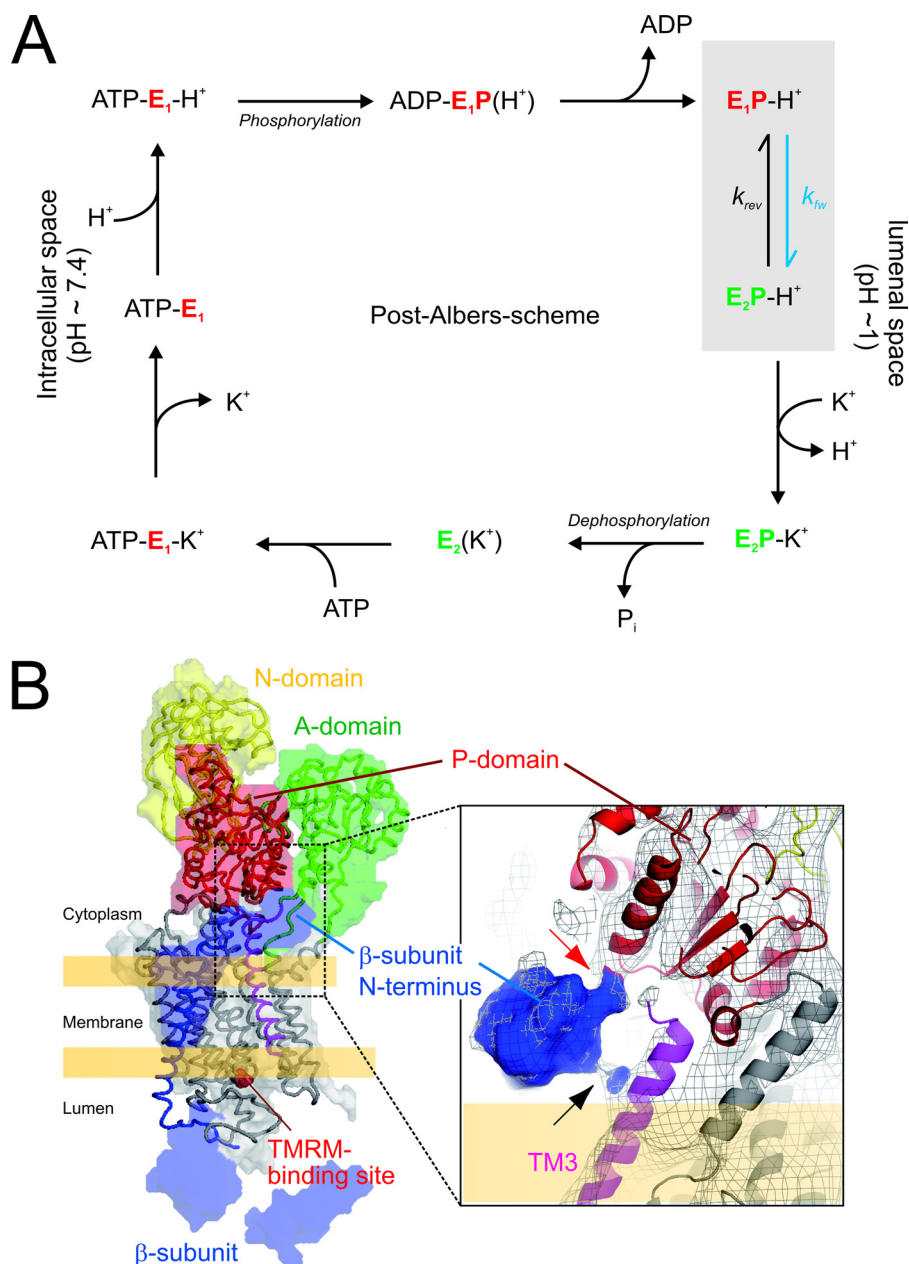 A
ADP
ATP-E₁-H⁺
Phosphorylation
ADP-E₁P(H⁺)
E₁P-H⁺
k_rev
k_fw
E₂P-H⁺
H⁺
Intracellular space
(pH ~ 7.4)
ATP-E₁
Post-Albers-scheme
lumenal space
(pH ~1)
K⁺
K⁺
H⁺
ATP-E₁-K⁺
E₂(K⁺)
Dephosphorylation
E₂P-K⁺
ATP
Pᵢ
B
N-domain
A-domain
P-domain
Cytoplasm
β-subunit
N-terminus
Membrane
Lumen
TM3
TMRM-
binding site
β-subunit